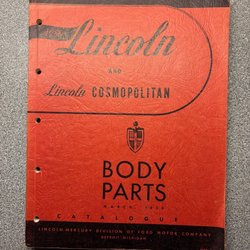 Lincoln
AND
Lincoln COSMOPOLITAN
BODY
PARTS
CATALOGUE
LINCOLN-MERCURY DIVISION OF FORD MOTOR COMPANY
DETROIT, MICHIGAN